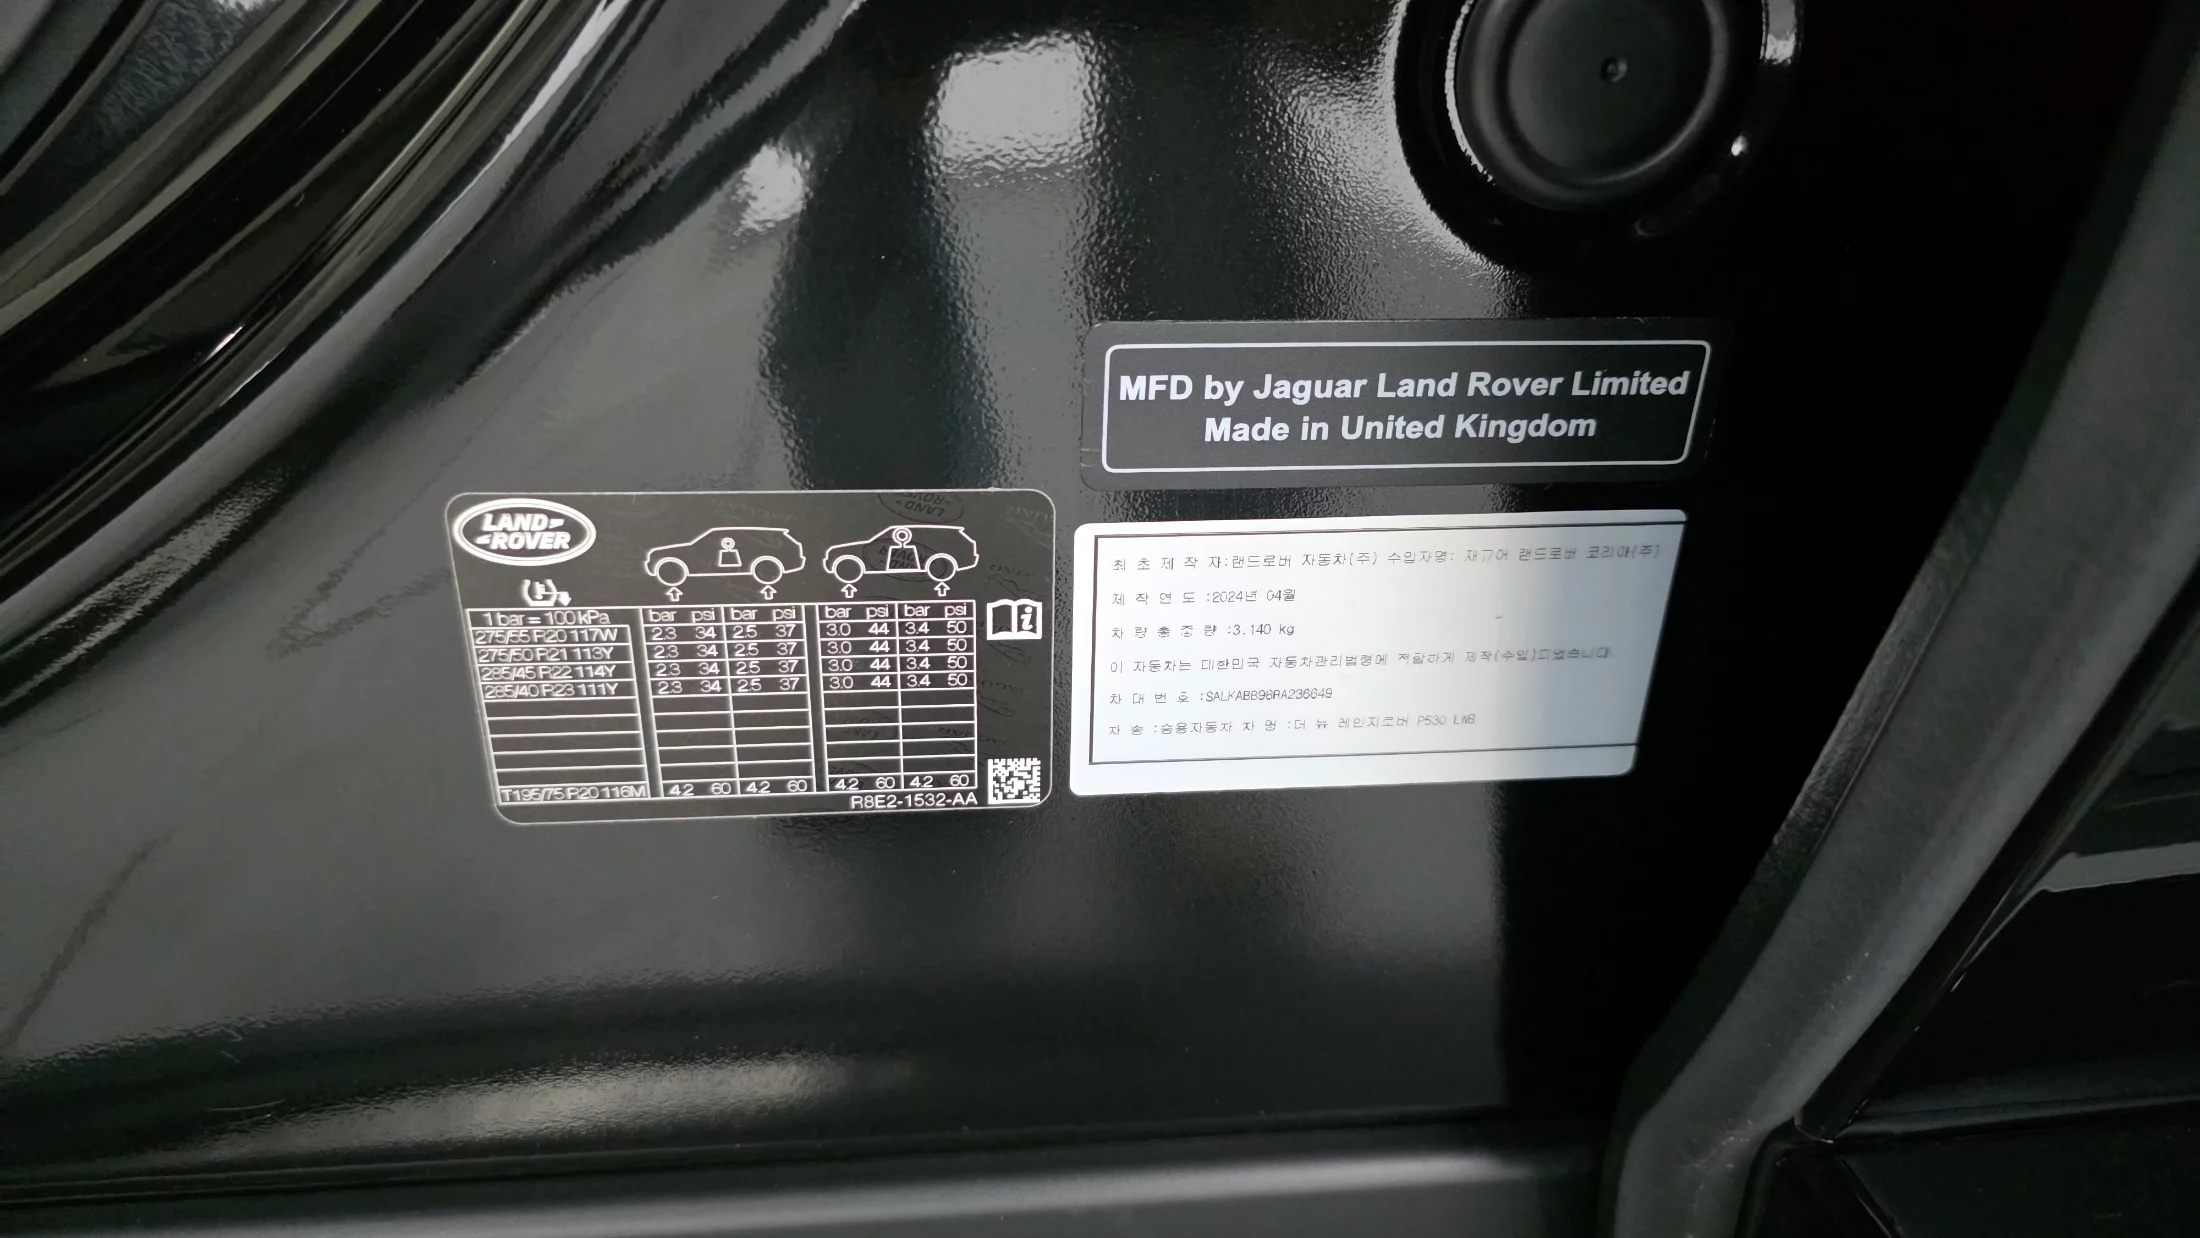 MFD by Jaguar Land Rover Limited
Made in United Kingdom
LAND
ROVER
1 bar = 100 kPa bar psi bar psi bar psi bar psi
275/55 R20 117W 2.3 34 2.5 37 3.0 44 3.4 50
275/50 R21 113Y 2.3 34 2.5 37 3.0 44 3.4 50
285/45 R22 114Y 2.3 34 2.5 37 3.0 44 3.4 50
285/40 R23 111Y 2.3 34 2.5 37 3.0 44 3.4 50
T195/75 R20 116M 4.2 60 4.2 60 4.2 60 4.2 60
R8E2-1532-AA
최 초 제 작 자:랜드로버 자동차(주) 수입자명: 재규어 랜드로버 코리아(주)
제 작 연 도 :2024년 04월
차 량 총 중 량 :3,140 kg
이 자동차는 대한민국 자동차관리법령에 적합하게 제작(수입)되었습니다
차 대 번 호 :
차 종 :승용자동차 차 명 :더 뉴 레인지로버 P530 LWB